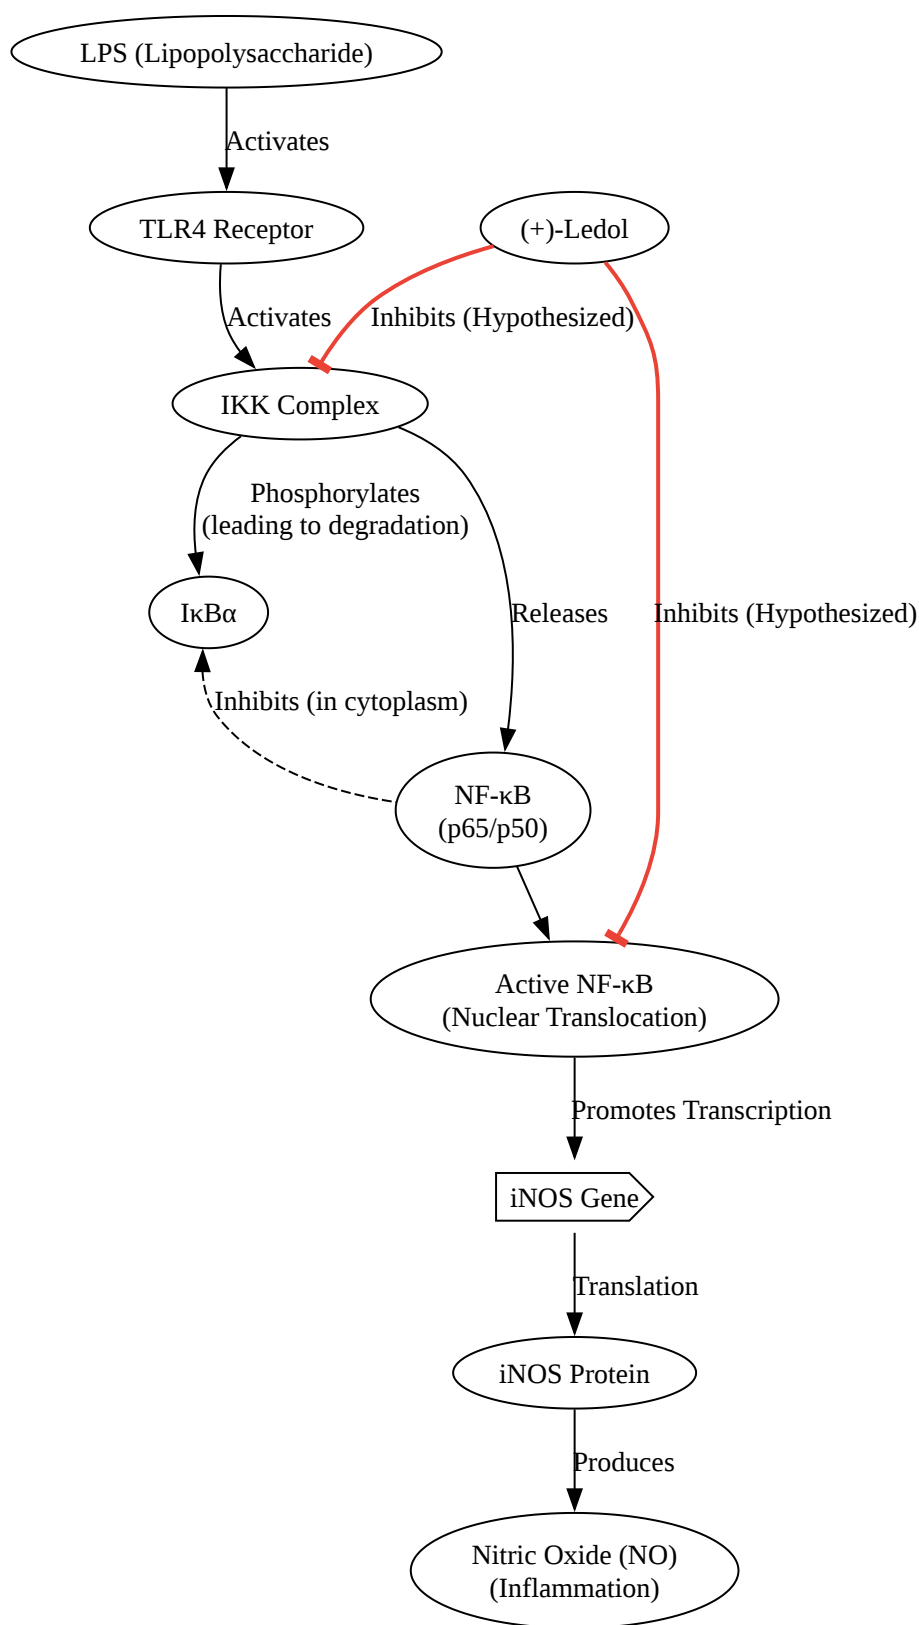 LPS (Lipopolysaccharide)
Activates
TLR4 Receptor
(+)-Ledol
Activates
Inhibits (Hypothesized)
IKK Complex
Phosphorylates
(leading to degradation)
IκBα
Releases
Inhibits (Hypothesized)
Inhibits (in cytoplasm)
NF-κB
(p65/p50)
Active NF-κB
(Nuclear Translocation)
Promotes Transcription
iNOS Gene
Translation
iNOS Protein
Produces
Nitric Oxide (NO)
(Inflammation)